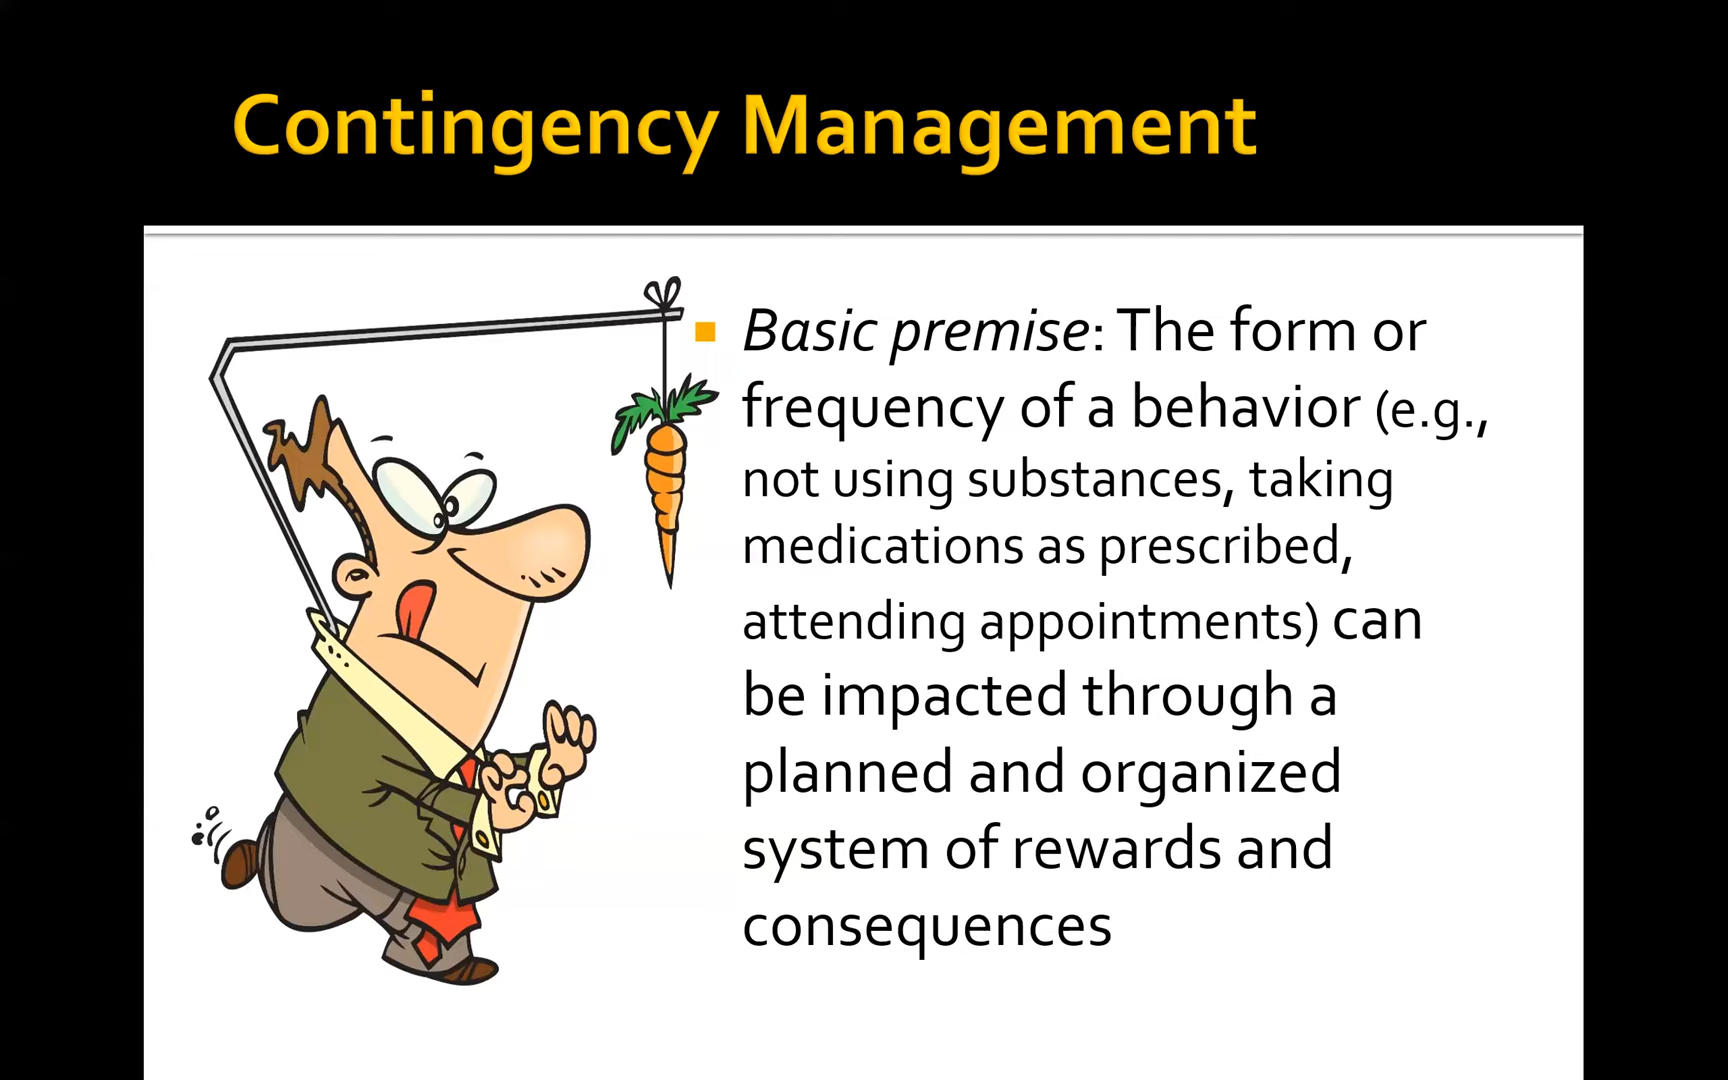 Contingency Management
Basic premise: The form or
frequency of a behavior (e.g.,
not using substances, taking
medications as prescribed,
attending appointments) can
be impacted through a
planned and organized
system of rewards and
consequences